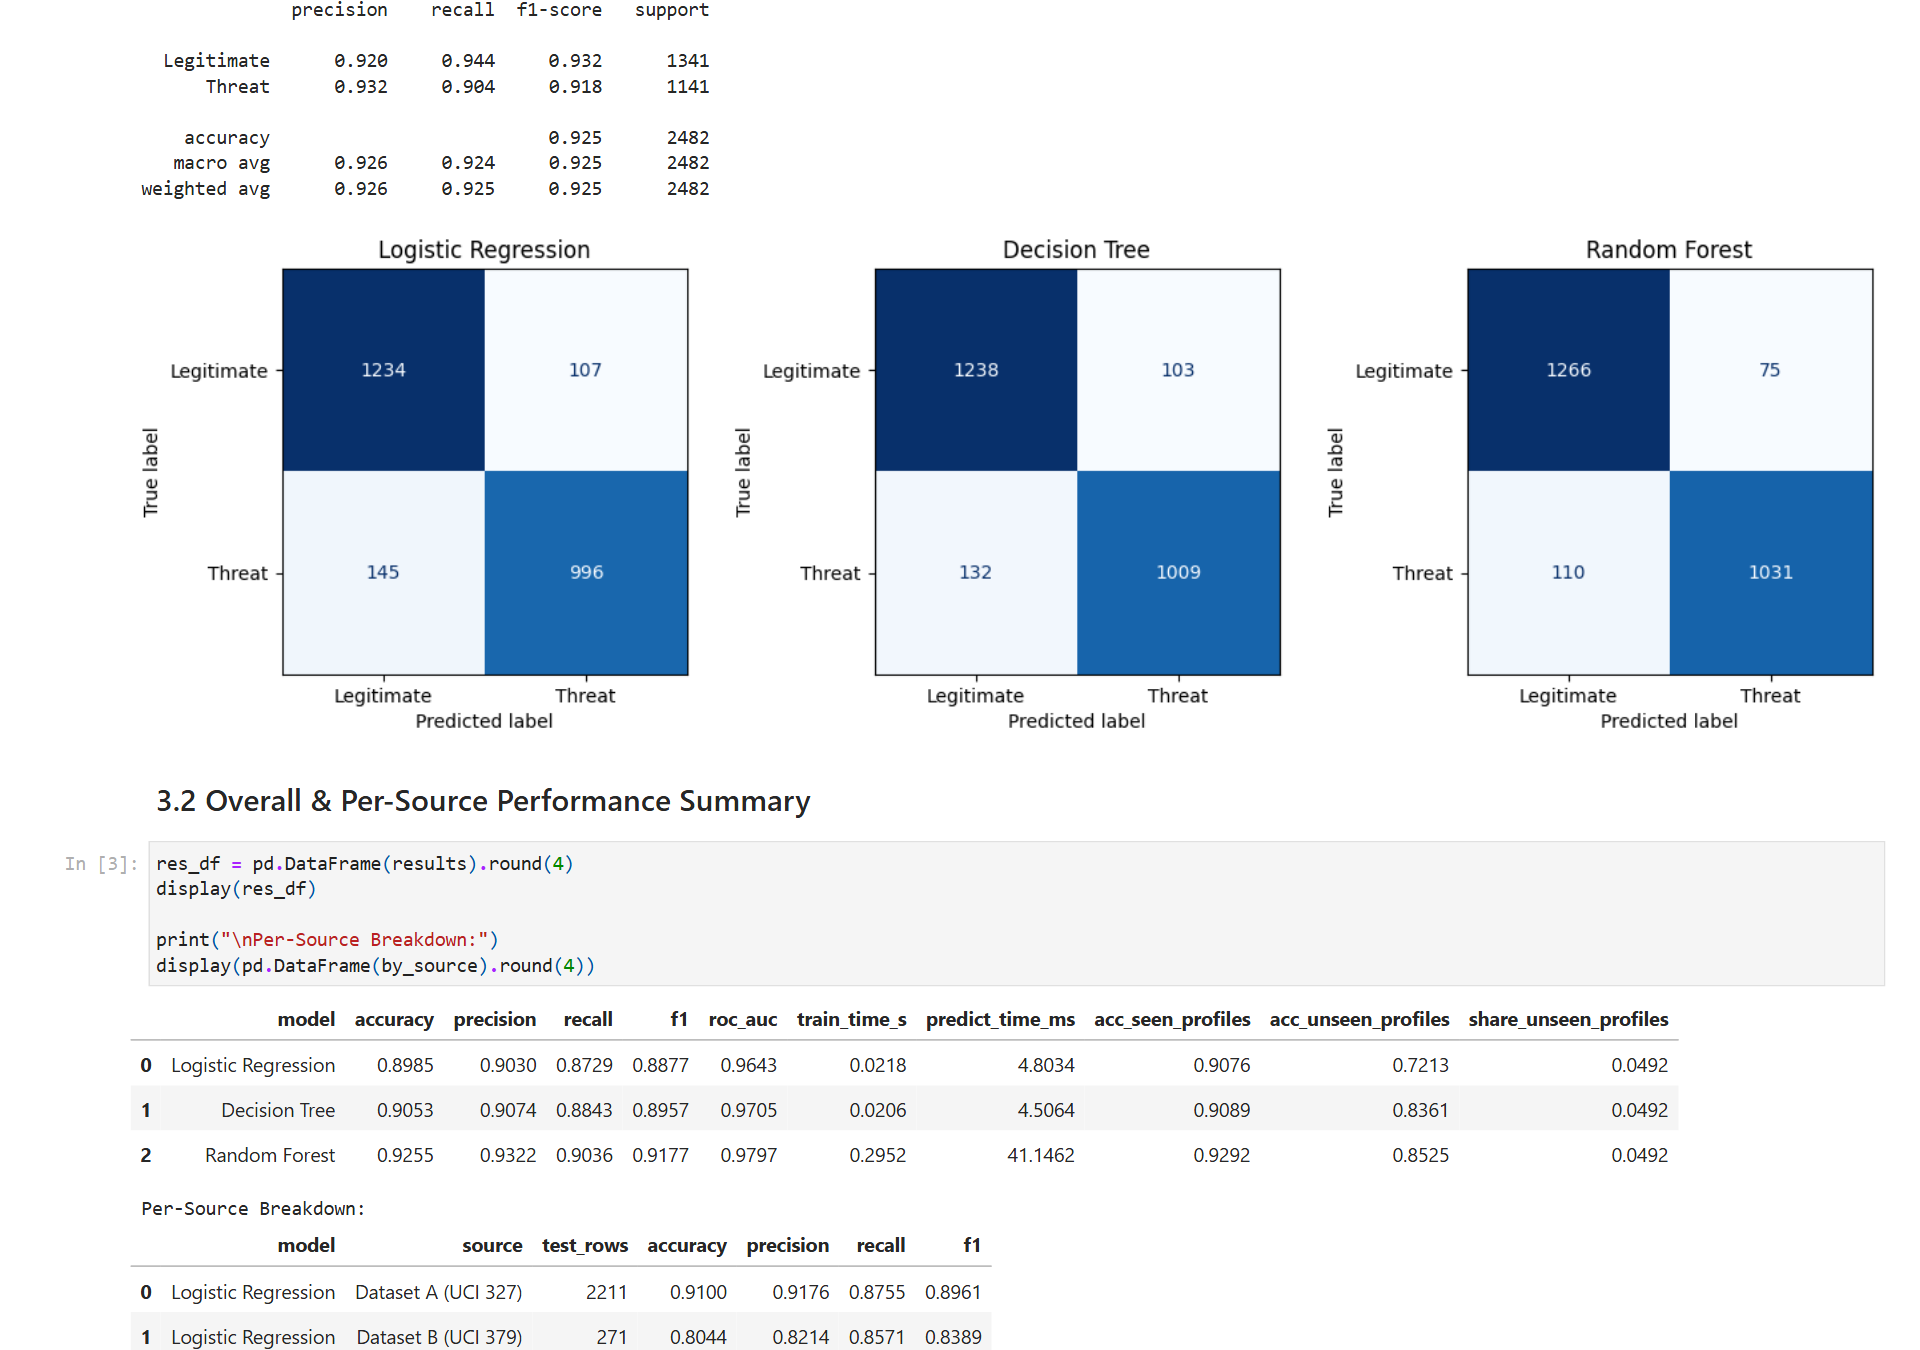 precision recall f1-score support
Legitimate 0.920 0.944 0.932 1341
Threat 0.932 0.904 0.918 1141
accuracy 0.925 2482
macro avg 0.926 0.924 0.925 2482
weighted avg 0.926 0.925 0.925 2482
Logistic Regression
True label
Legitimate 1234 107
Threat 145 996
Legitimate Threat
Predicted label
Decision Tree
True label
Legitimate 1238 103
Threat 132 1009
Legitimate Threat
Predicted label
Random Forest
True label
Legitimate 1266 75
Threat 110 1031
Legitimate Threat
Predicted label
3.2 Overall & Per-Source Performance Summary
In [3]: res_df = pd.DataFrame(results).round(4)
display(res_df)
print("\nPer-Source Breakdown:")
display(pd.DataFrame(by_source).round(4))
model accuracy precision recall f1 roc_auc train_time_s predict_time_ms acc_seen_profiles acc_unseen_profiles share_unseen_profiles
0 Logistic Regression 0.8985 0.9030 0.8729 0.8877 0.9643 0.0218 4.8034 0.9076 0.7213 0.0492
1 Decision Tree 0.9053 0.9074 0.8843 0.8957 0.9705 0.0206 4.5064 0.9089 0.8361 0.0492
2 Random Forest 0.9255 0.9322 0.9036 0.9177 0.9797 0.2952 41.1462 0.9292 0.8525 0.0492
Per-Source Breakdown:
model source test_rows accuracy precision recall f1
0 Logistic Regression Dataset A (UCI 327) 2211 0.9100 0.9176 0.8755 0.8961
1 Logistic Regression Dataset B (UCI 379) 271 0.8044 0.8214 0.8571 0.8389